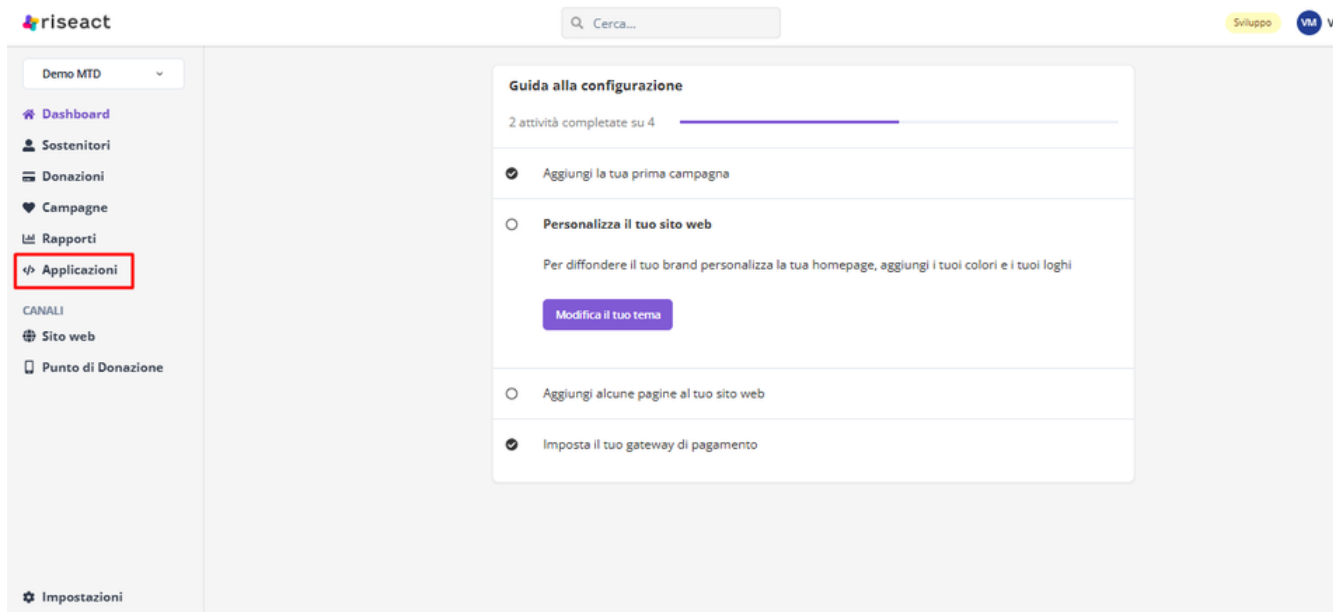 riseact
Cerca...
Sviluppo
VM
V
Demo MTD
Dashboard
Sostenitori
Donazioni
Campagne
Rapporti
Applicazioni
CANALI
Sito web
Punto di Donazione
Impostazioni
Guida alla configurazione
2 attività completate su 4
Aggiungi la tua prima campagna
Personalizza il tuo sito web
Per diffondere il tuo brand personalizza la tua homepage, aggiungi i tuoi colori e i tuoi loghi
Modifica il tuo tema
Aggiungi alcune pagine al tuo sito web
Imposta il tuo gateway di pagamento